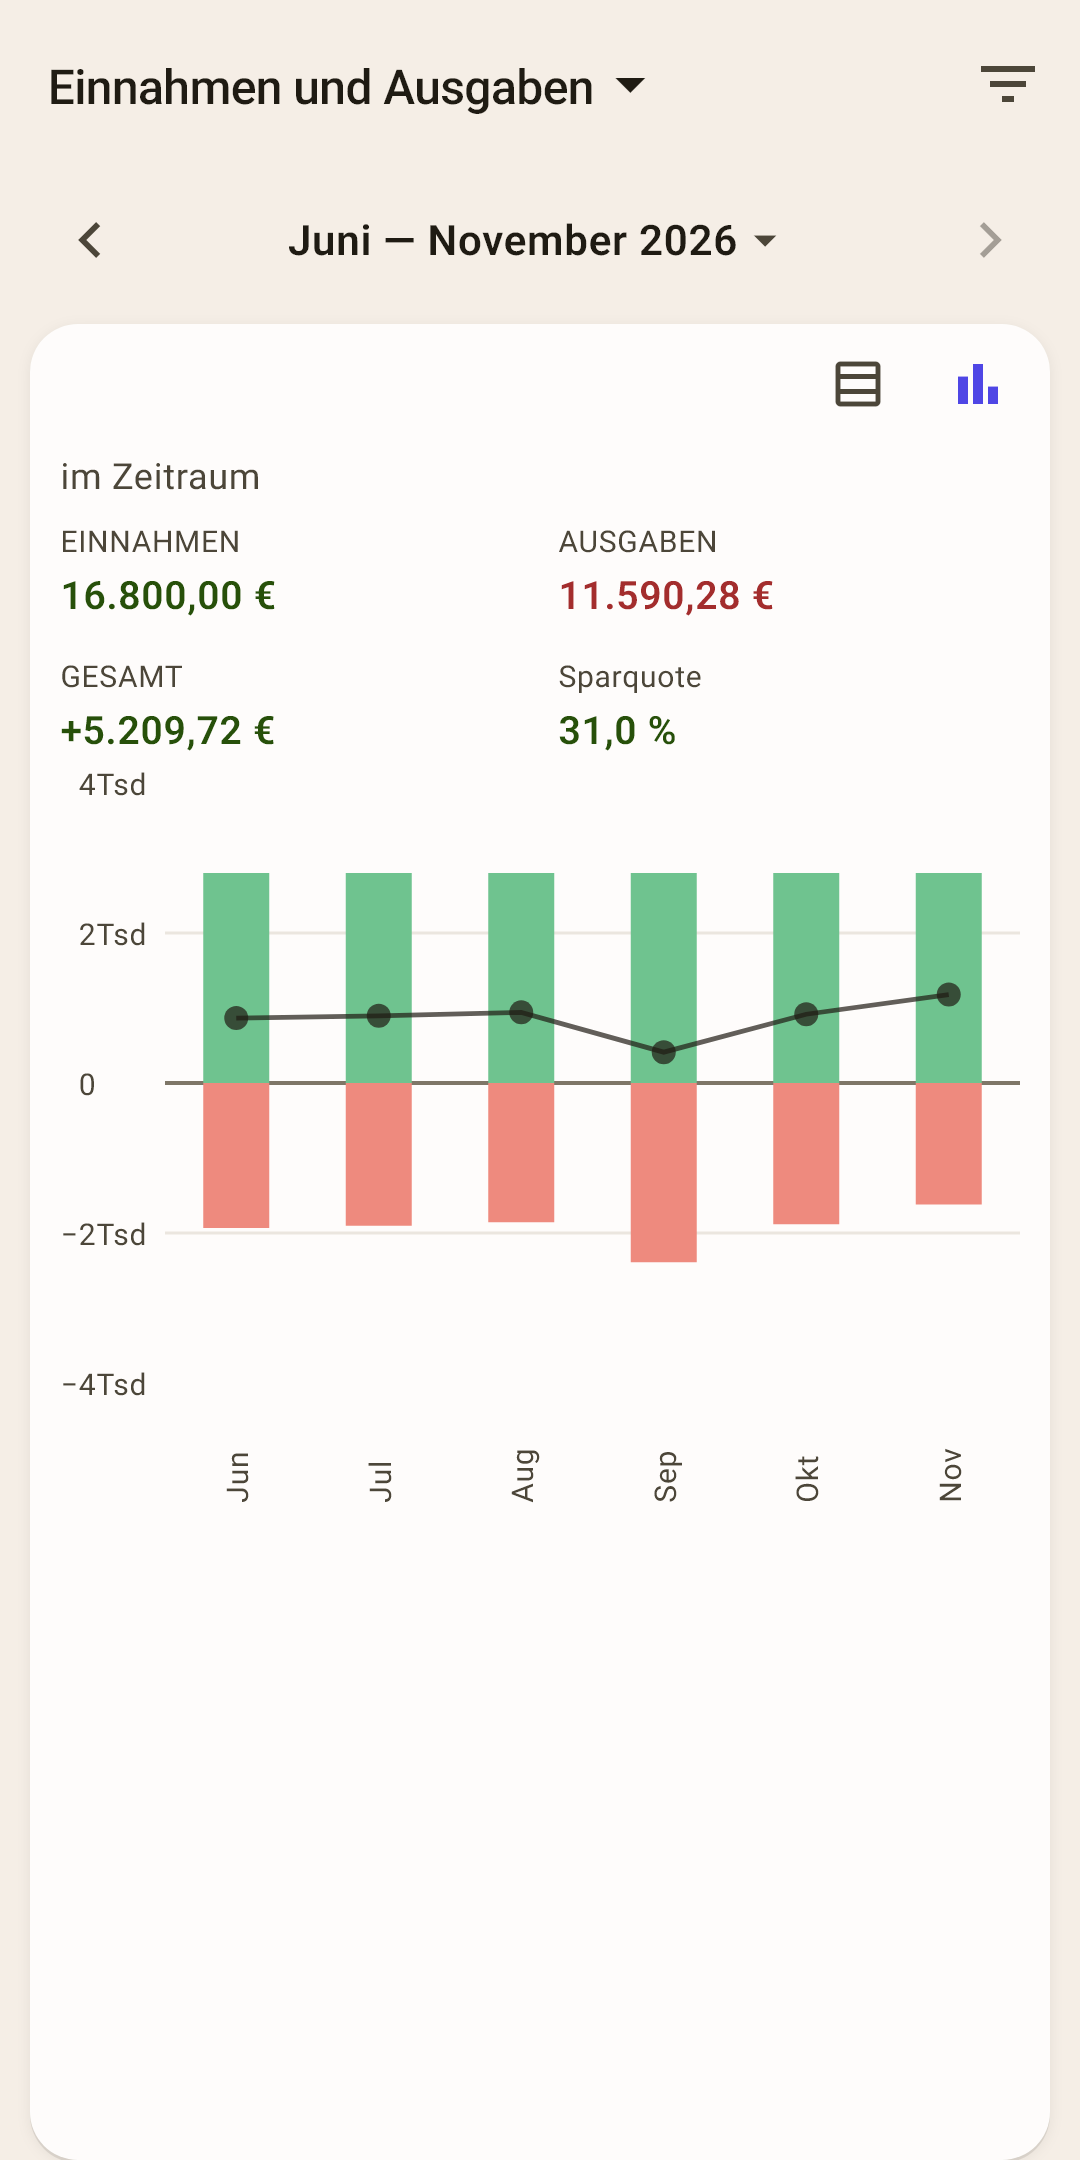 Einnahmen und Ausgaben
Juni — November 2026
im Zeitraum
EINNAHMEN
AUSGABEN
16.800,00 €
11.590,28 €
GESAMT
Sparquote
+5.209,72 €
31,0 %
4Tsd
2Tsd
0
−2Tsd
−4Tsd
Jun
Jul
Aug
Sep
Okt
Nov